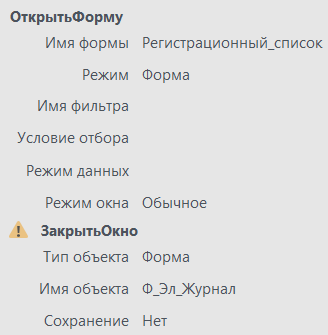 ОткрытьФорму
Имя формы Регистрационный_список
Режим Форма
Имя фильтра
Условие отбора
Режим данных
Режим окна Обычное
ЗакрытьОкно
Тип объекта Форма
Имя объекта Ф_Эл_Журнал
Сохранение Нет